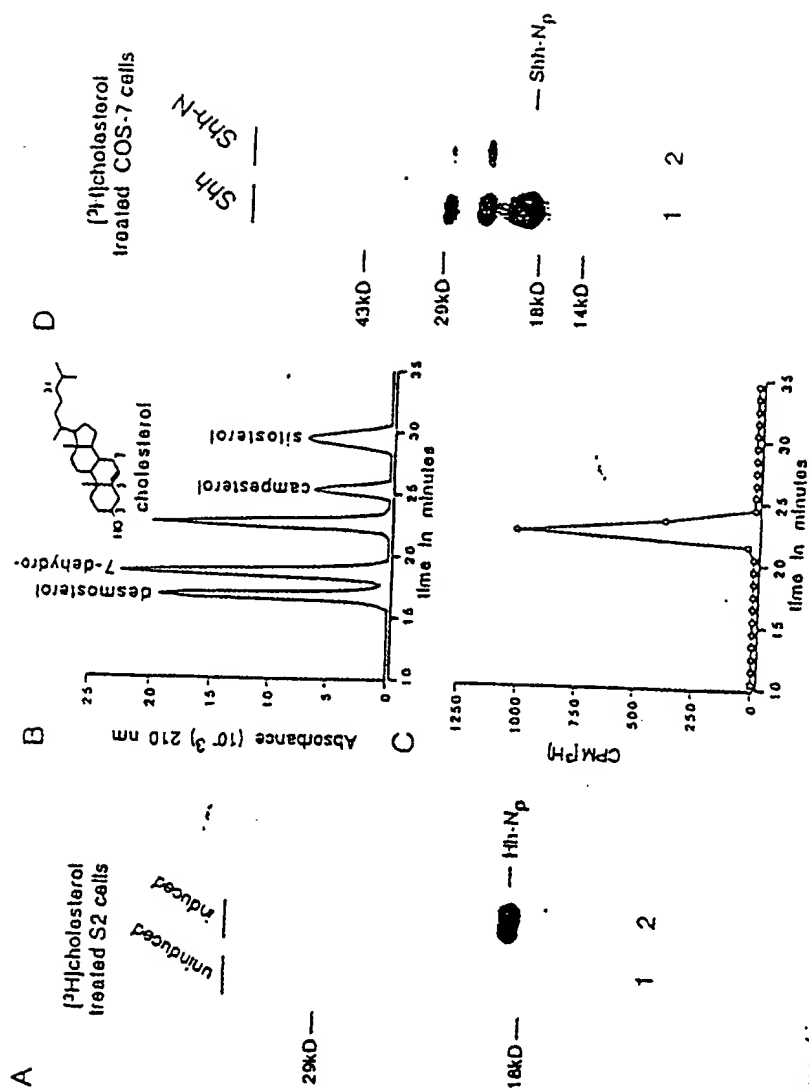 A
[³H]cholesterol
treated S2 cells
uninduced
induced
29kD —
18kD —
— Hh-Np
1 2
B
Absorbance (10⁻³) 210 nm
25
20
15
10
5
0
desmosterol
7-dehydro-
cholesterol
campesterol
sitosterol
HO
3
7
10 15 20 25 30 35
time in minutes
C
CPM[³H]
1250
1000
750
500
250
0
10 15 20 25 30 35
time in minutes
D
[³H]cholesterol
treated COS-7 cells
Shh
Shh-N
43kD —
29kD —
18kD —
14kD —
— Shh-Np
1 2